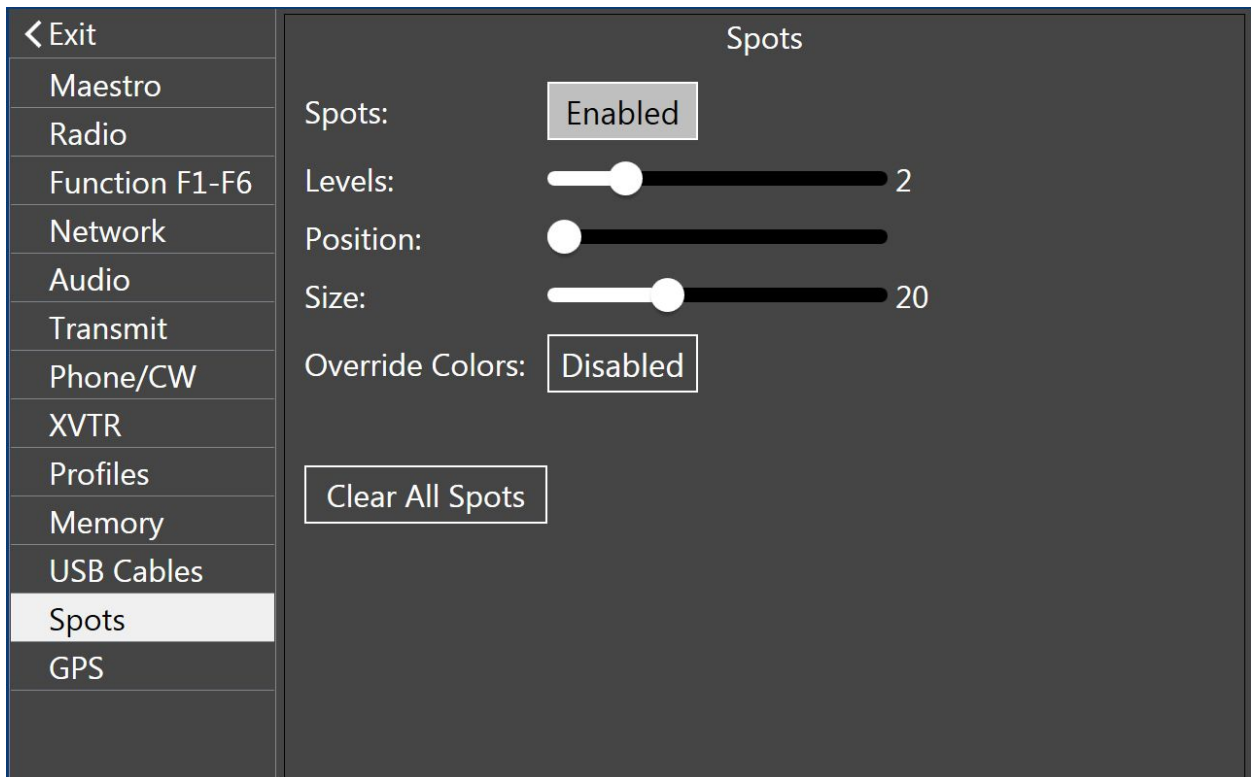 Exit
Maestro
Radio
Function F1-F6
Network
Audio
Transmit
Phone/CW
XVTR
Profiles
Memory
USB Cables
Spots
GPS
Spots
Spots: Enabled
Levels: 2
Position:
Size: 20
Override Colors: Disabled
Clear All Spots